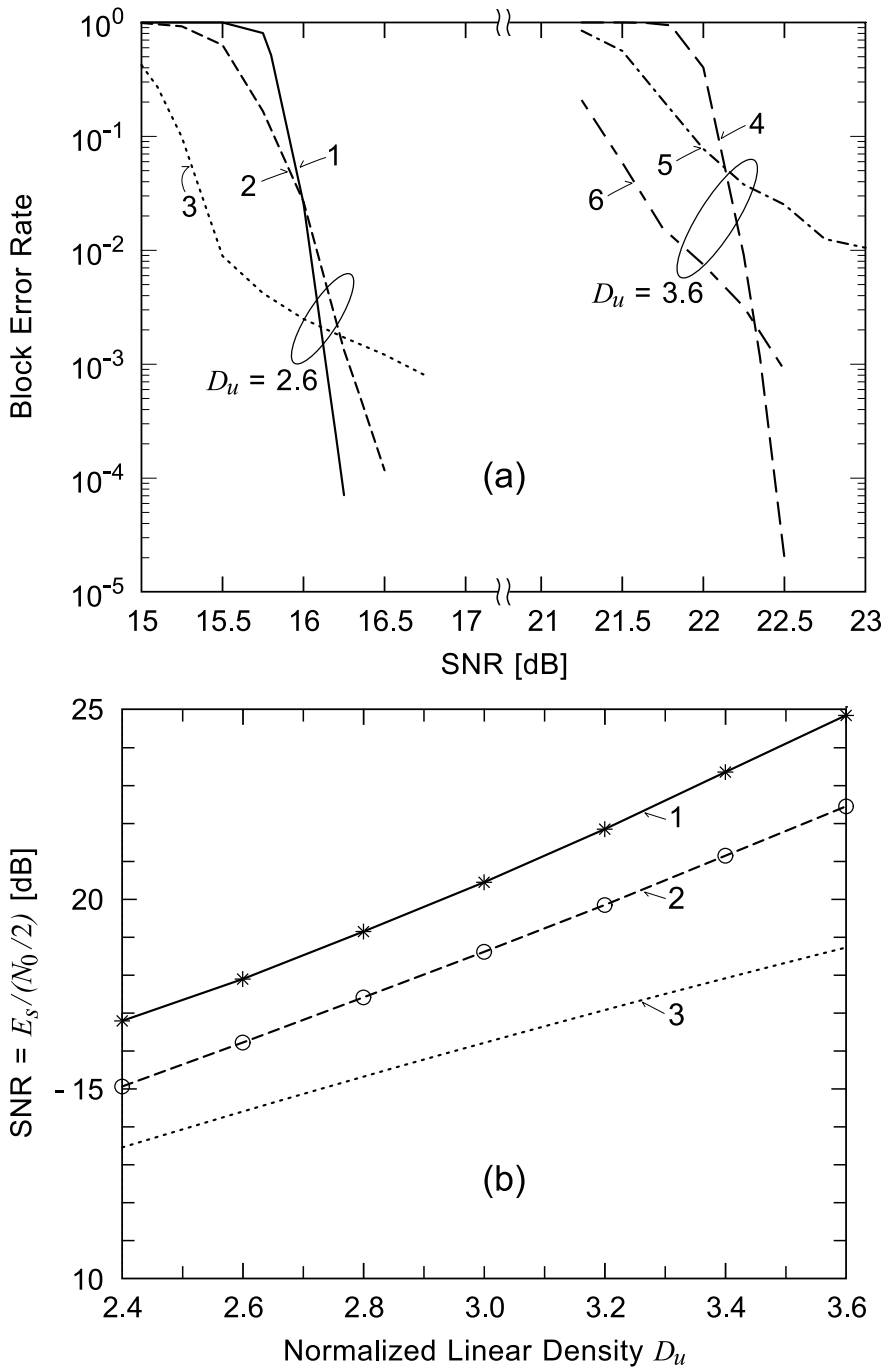 10^0
10^-1
10^-2
10^-3
10^-4
10^-5
Block Error Rate
1
2
3
4
5
6
D_u = 2.6
D_u = 3.6
(a)
15 15.5 16 16.5 17 21 21.5 22 22.5 23
SNR [dB]
25
20
15
10
SNR = E_s/(N_0/2) [dB]
1
2
3
(b)
2.4 2.6 2.8 3.0 3.2 3.4 3.6
Normalized Linear Density D_u